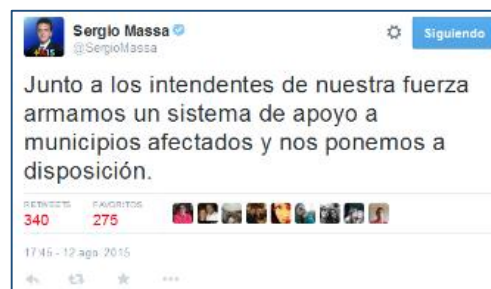 Sergio Massa
@SergioMassa
Siguiendo
Junto a los intendentes de nuestra fuerza
armamos un sistema de apoyo a
municipios afectados y nos ponemos a
disposición.
RETWEETS FAVORITOS
340 275
17:45 - 12 ago. 2015